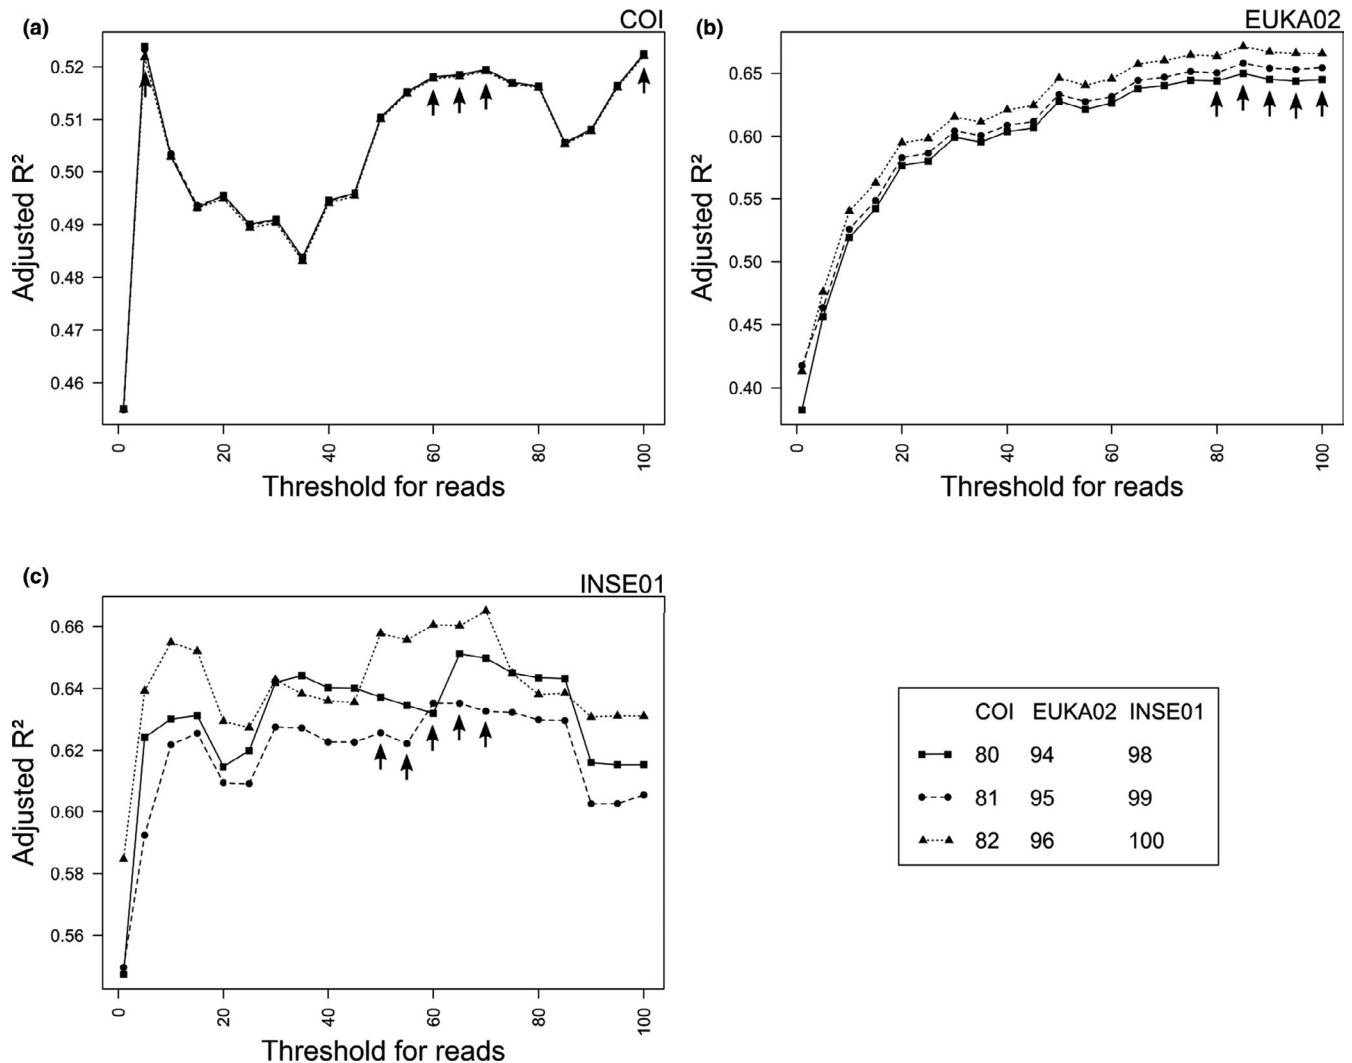 (a)
COI
Adjusted R²
0.52
0.51
0.50
0.49
0.48
0.47
0.46
0
20
40
60
80
100
Threshold for reads
(b)
EUKA02
Adjusted R²
0.65
0.60
0.55
0.50
0.45
0.40
0
20
40
60
80
100
Threshold for reads
(c)
INSE01
Adjusted R²
0.66
0.64
0.62
0.60
0.58
0.56
0
20
40
60
80
100
Threshold for reads
COI EUKA02 INSE01
80 94 98
81 95 99
82 96 100